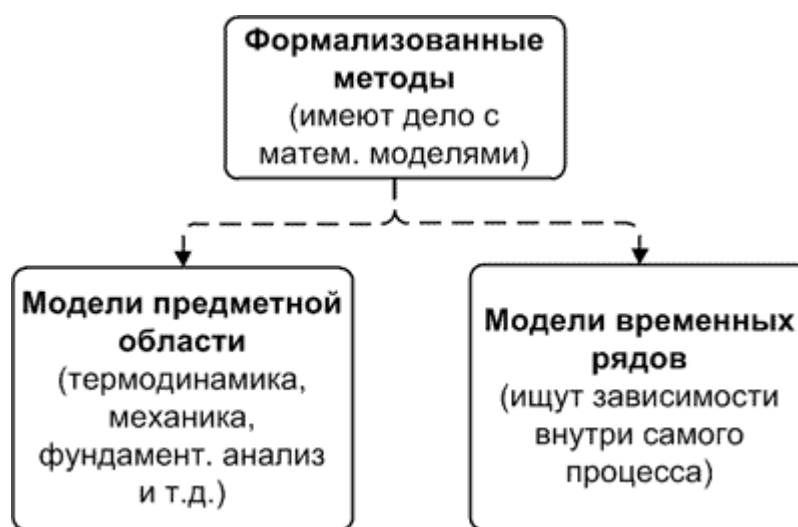 Формализованные
методы
(имеют дело с
матем. моделями)
Модели предметной
области
(термодинамика,
механика,
фундамент. анализ
и т.д.)
Модели временных
рядов
(ищут зависимости
внутри самого
процесса)